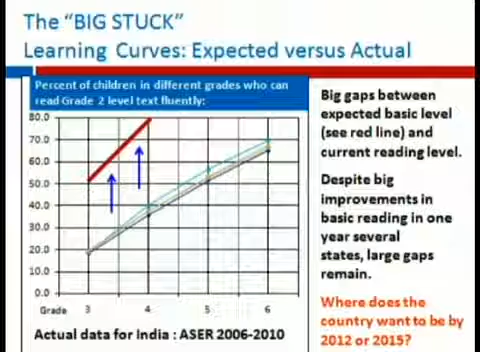 The “BIG STUCK”
Learning Curves: Expected versus Actual
Percent of children in different grades who can
read Grade 2 level text fluently:
80.0
70.0
60.0
50.0
40.0
30.0
20.0
10.0
0.0
Grade 3 4 5 6
Actual data for India : ASER 2006-2010
Big gaps between
expected basic level
(see red line) and
current reading level.
Despite big
improvements in
basic reading in one
year several
states, large gaps
remain.
Where does the
country want to be by
2012 or 2015?